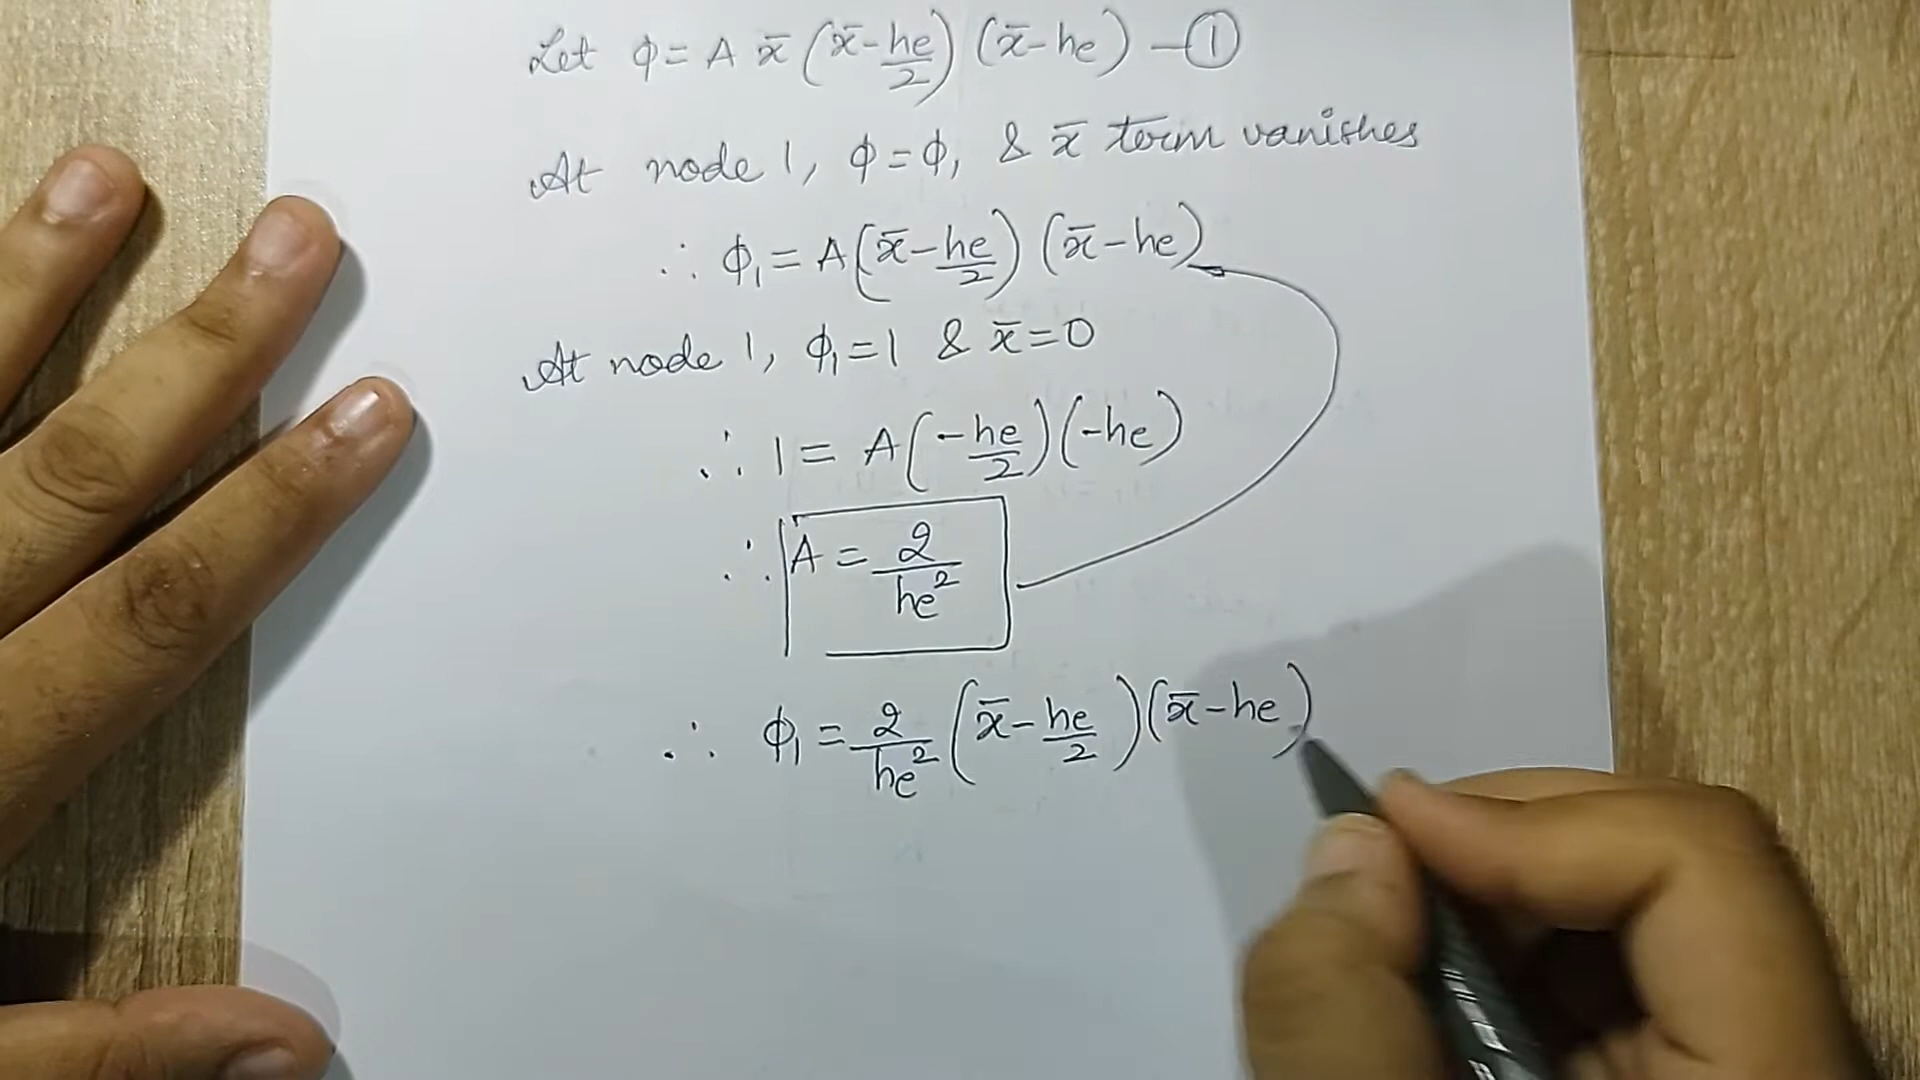 Let ϕ = A x̄ (x̄ - he/2) (x̄ - he) — ①
At node 1, ϕ = ϕ₁ & x̄ term vanishes
∴ ϕ₁ = A (x̄ - he/2) (x̄ - he)
At node 1, ϕ₁ = 1 & x̄ = 0
∴ 1 = A (-he/2) (-he)
∴ A = 2/he²
∴ ϕ₁ = 2/he² (x̄ - he/2) (x̄ - he)